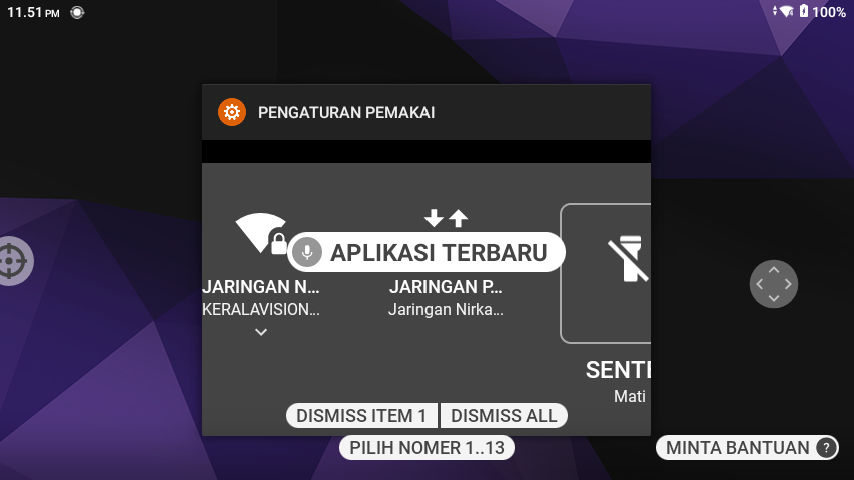 11.51 PM
100%
PENGATURAN PEMAKAI
APLIKASI TERBARU
JARINGAN N...
JARINGAN P...
KERALAVISION...
Jaringan Nirka...
SENTE
Mati
DISMISS ITEM 1
DISMISS ALL
PILIH NOMER 1..13
MINTA BANTUAN ?